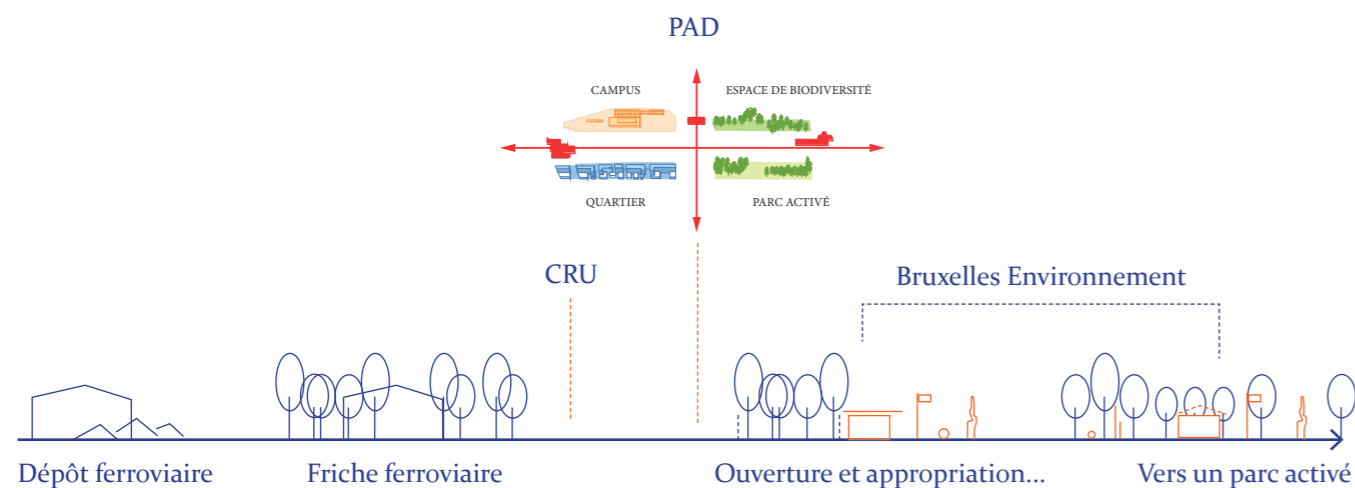 PAD
CAMPUS
ESPACE DE BIODIVERSITÉ
QUARTIER
PARC ACTIVÉ
CRU
Bruxelles Environnement
Dépôt ferroviaire
Friche ferroviaire
Ouverture et appropriation...
Vers un parc activé